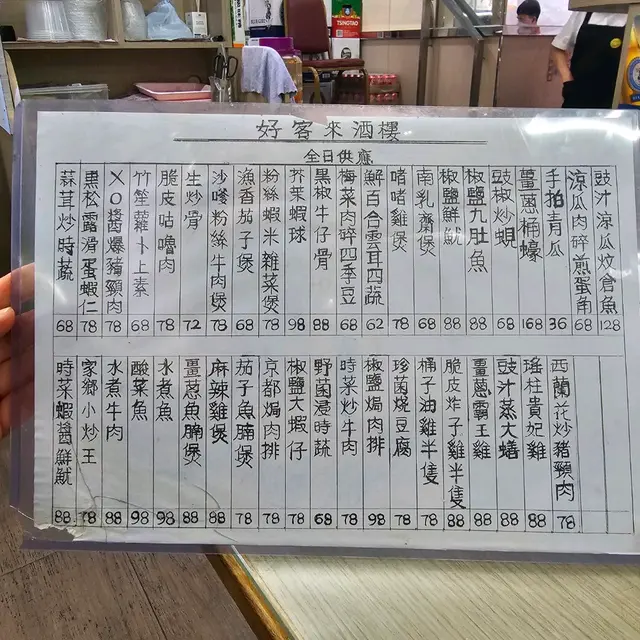 TSINGTAO
好客來酒樓
全日供應
豉汁涼瓜炆倉魚 128
涼瓜肉碎煎蛋角 68
手拍青瓜 36
薑蔥桶蠔 168
豉椒炒蜆 68
椒鹽九肚魚 88
椒鹽鮮魷 88
南乳齋煲 68
啫啫雞煲 78
鮮百合雲耳四蔬 62
梅菜肉碎四季豆 68
黑椒牛仔骨 88
芥茉蝦球 98
粉絲蝦米雜菜煲 78
漁香茄子煲 68
沙嗲粉絲牛肉煲 78
生炒骨 72
脆皮咕嚕肉 78
竹笙蘿卜上素 68
XO醬爆豬頸肉 78
黑松露滑蛋蝦仁 78
蒜茸炒時蔬 68
西蘭花炒豬頸肉 78
瑤柱貴妃雞 88
豉汁蒸大鱔 88
薑蔥霸王雞 88
脆皮炸子雞半隻 88
桶子油雞半隻 78
珍菌燒豆腐 78
椒鹽焗肉排 98
時菜炒牛肉 78
野菌浸時蔬 68
椒鹽大蝦仔 78
京都焗肉排 78
茄子魚腩煲 78
麻辣雞煲 88
薑蔥魚腩煲 88
水煮魚 98
酸菜魚 98
水煮牛肉 88
家鄉小炒王 78
時菜蝦醬鮮魷 88